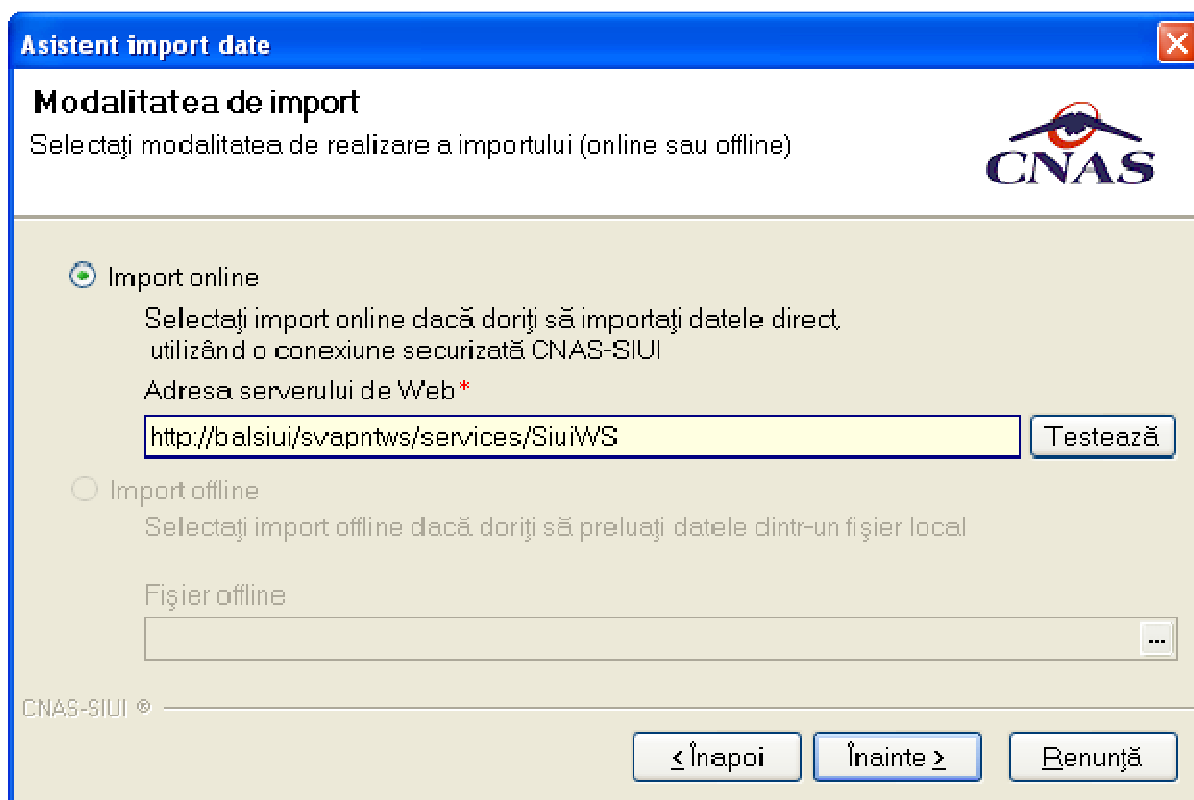 Asistent import date
Modalitatea de import
Selectaţi modalitatea de realizare a importului (online sau offline)
CNAS
Import online
Selectaţi import online dacă doriţi să importaţi datele direct,
utilizând o conexiune securizată CNAS-SIUI
Adresa serverului de Web*
http://balsiui/svapntws/services/SiuiWS
Testează
Import offline
Selectaţi import offline dacă doriţi să preluaţi datele dintr-un fişier local
Fişier offline
...
CNAS-SIUI ®
< Înapoi
Înainte >
Renunţă